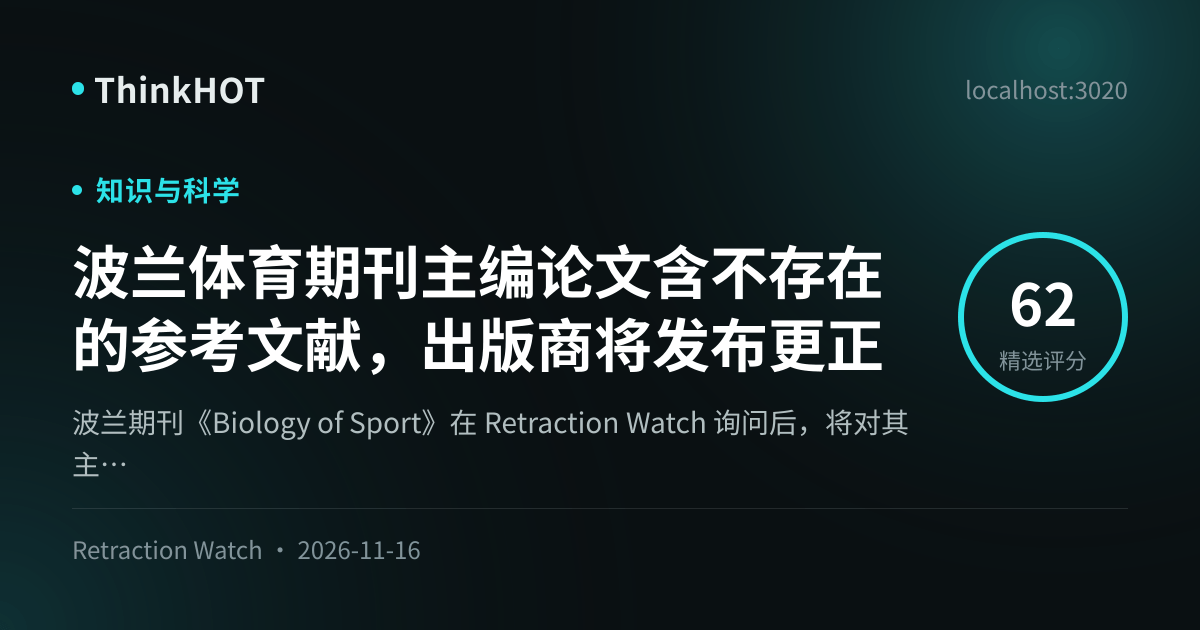 ThinkHOT
localhost:3020
知识与科学
波兰体育期刊主编论文含不存在
的参考文献，出版商将发布更正
62
精选评分
波兰期刊《Biology of Sport》在 Retraction Watch 询问后，将对其
主…
Retraction Watch · 2026-11-16